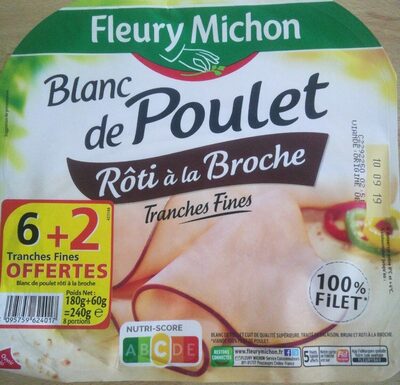 Fleury Michon
Blanc
de Poulet
Rôti à la Broche
Tranches Fines
10 09 19
6+2
Tranches Fines
OFFERTES
Blanc de poulet rôti à la broche
Poids Net :
180g+60g
=240g e
8 portions
100%
FILET*
NUTRI-SCORE
A B C D E
www.fleurymichon.fr